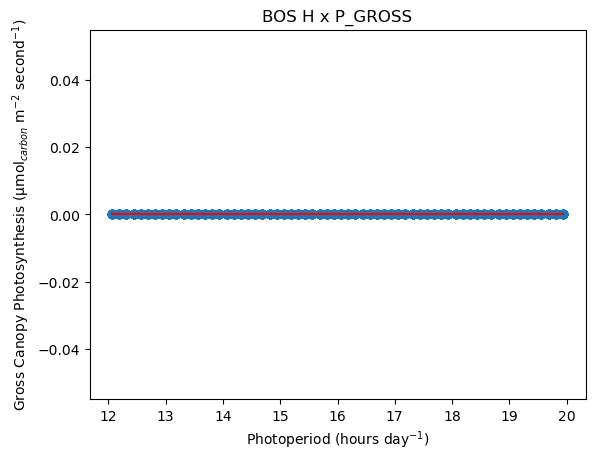 BOS H x P_GROSS
Gross Canopy Photosynthesis (μmol$_{carbon}$ m$^{-2}$ second$^{-1}$)
0.04
0.02
0.00
−0.02
−0.04
12 13 14 15 16 17 18 19 20
Photoperiod (hours day$^{-1}$)